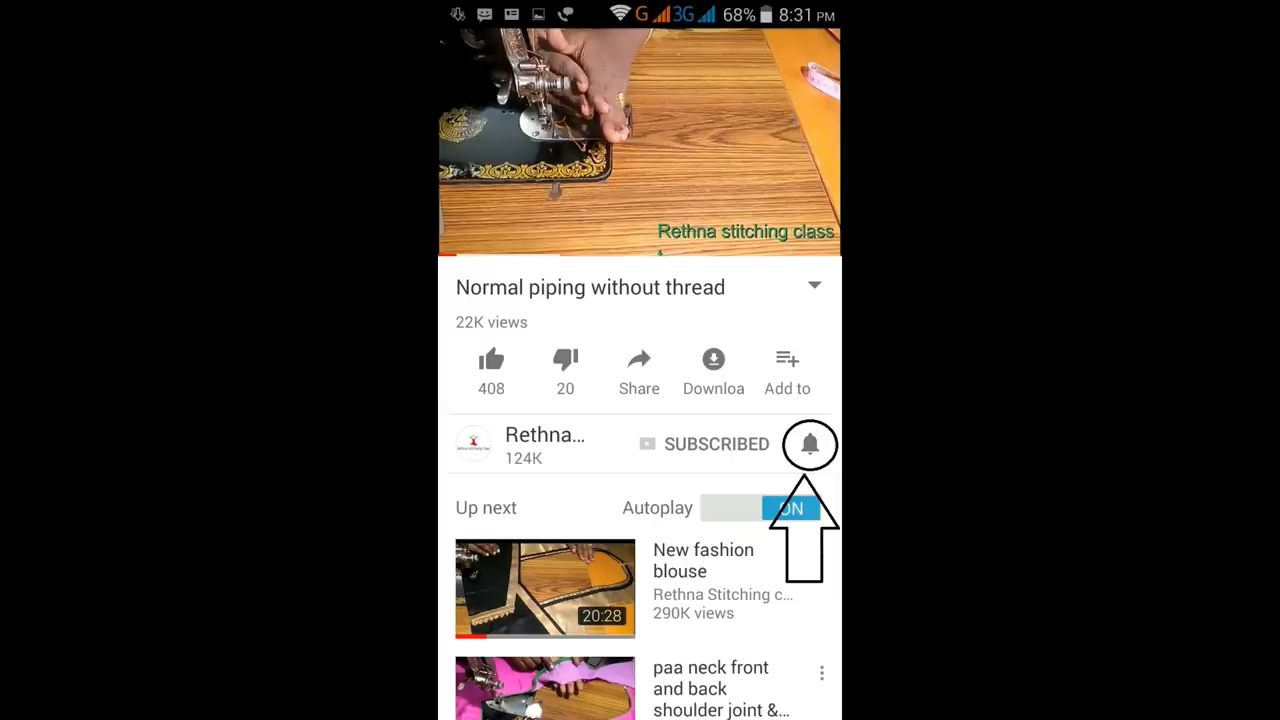 G 3G 68% 8:31 PM
Rethna stitching class
Normal piping without thread
22K views
408 20 Share Downloa Add to
Rethna… SUBSCRIBED
124K
Up next Autoplay ON
New fashion
blouse
Rethna Stitching c…
290K views
20:28
paa neck front
and back
shoulder joint &…